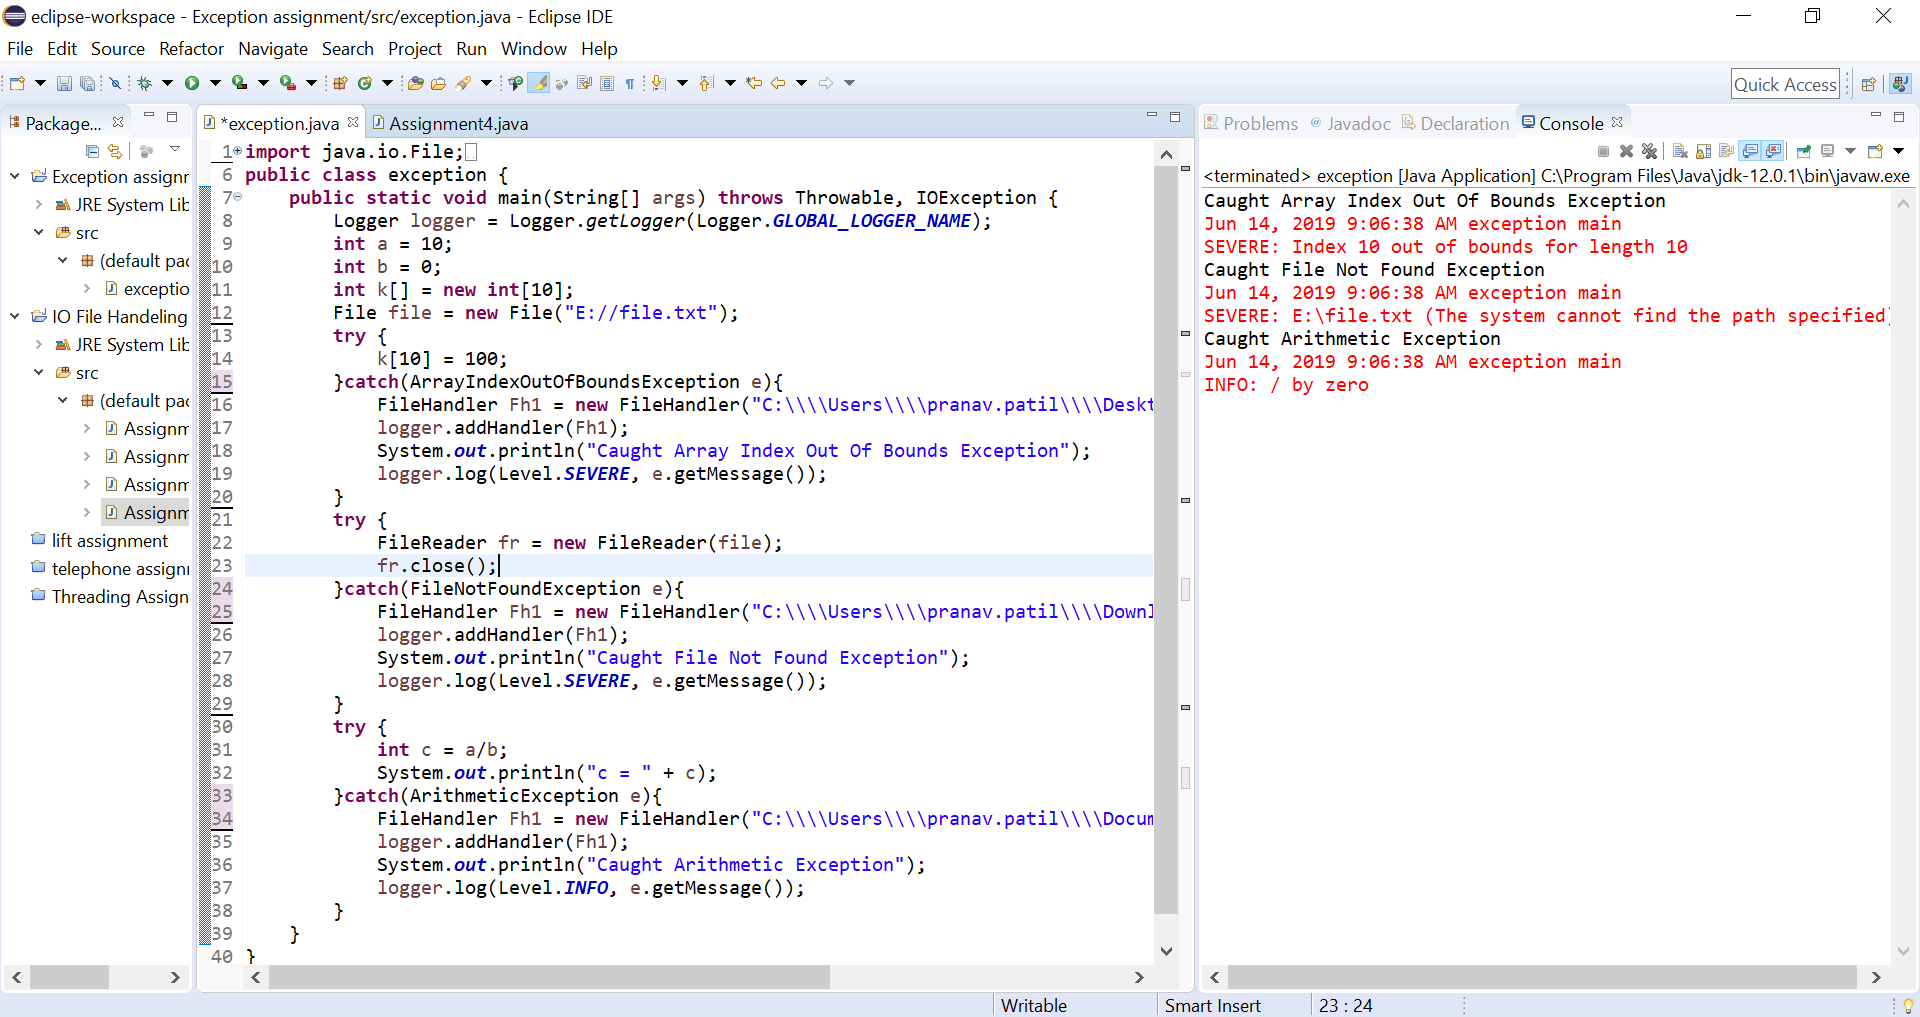 eclipse-workspace - Exception assignment/src/exception.java - Eclipse IDE
File Edit Source Refactor Navigate Search Project Run Window Help
Quick Access
Package...
Exception assignr
JRE System Lib
src
(default pac
exceptio
IO File Handeling
JRE System Lib
src
(default pac
Assignm
Assignm
Assignm
Assignm
lift assignment
telephone assignr
Threading Assign
*exception.java
Assignment4.java
1 import java.io.File;
6 public class exception {
7 public static void main(String[] args) throws Throwable, IOException {
8 Logger logger = Logger.getLogger(Logger.GLOBAL_LOGGER_NAME);
9 int a = 10;
10 int b = 0;
11 int k[] = new int[10];
12 File file = new File("E://file.txt");
13 try {
14 k[10] = 100;
15 }catch(ArrayIndexOutOfBoundsException e){
16 FileHandler Fh1 = new FileHandler("C:\\\\Users\\\\pranav.patil\\\\Deskt
17 logger.addHandler(Fh1);
18 System.out.println("Caught Array Index Out Of Bounds Exception");
19 logger.log(Level.SEVERE, e.getMessage());
20 }
21 try {
22 FileReader fr = new FileReader(file);
23 fr.close();
24 }catch(FileNotFoundException e){
25 FileHandler Fh1 = new FileHandler("C:\\\\Users\\\\pranav.patil\\\\Downl
26 logger.addHandler(Fh1);
27 System.out.println("Caught File Not Found Exception");
28 logger.log(Level.SEVERE, e.getMessage());
29 }
30 try {
31 int c = a/b;
32 System.out.println("c = " + c);
33 }catch(ArithmeticException e){
34 FileHandler Fh1 = new FileHandler("C:\\\\Users\\\\pranav.patil\\\\Docum
35 logger.addHandler(Fh1);
36 System.out.println("Caught Arithmetic Exception");
37 logger.log(Level.INFO, e.getMessage());
38 }
39 }
40 }
Problems
Javadoc
Declaration
Console
<terminated> exception [Java Application] C:\Program Files\Java\jdk-12.0.1\bin\javaw.exe
Caught Array Index Out Of Bounds Exception
Jun 14, 2019 9:06:38 AM exception main
SEVERE: Index 10 out of bounds for length 10
Caught File Not Found Exception
Jun 14, 2019 9:06:38 AM exception main
SEVERE: E:\file.txt (The system cannot find the path specified)
Caught Arithmetic Exception
Jun 14, 2019 9:06:38 AM exception main
INFO: / by zero
Writable
Smart Insert
23 : 24